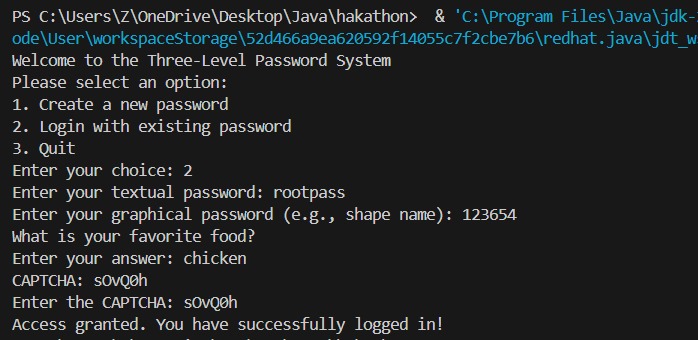 PS C:\Users\Z\OneDrive\Desktop\Java\hakathon>  & 'C:\Program Files\Java\jdk-
ode\User\workspaceStorage\52d466a9ea620592f14055c7f2cbe7b6\redhat.java\jdt_w
Welcome to the Three-Level Password System
Please select an option:
1. Create a new password
2. Login with existing password
3. Quit
Enter your choice: 2
Enter your textual password: rootpass
Enter your graphical password (e.g., shape name): 123654
What is your favorite food?
Enter your answer: chicken
CAPTCHA: sOvQ0h
Enter the CAPTCHA: sOvQ0h
Access granted. You have successfully logged in!